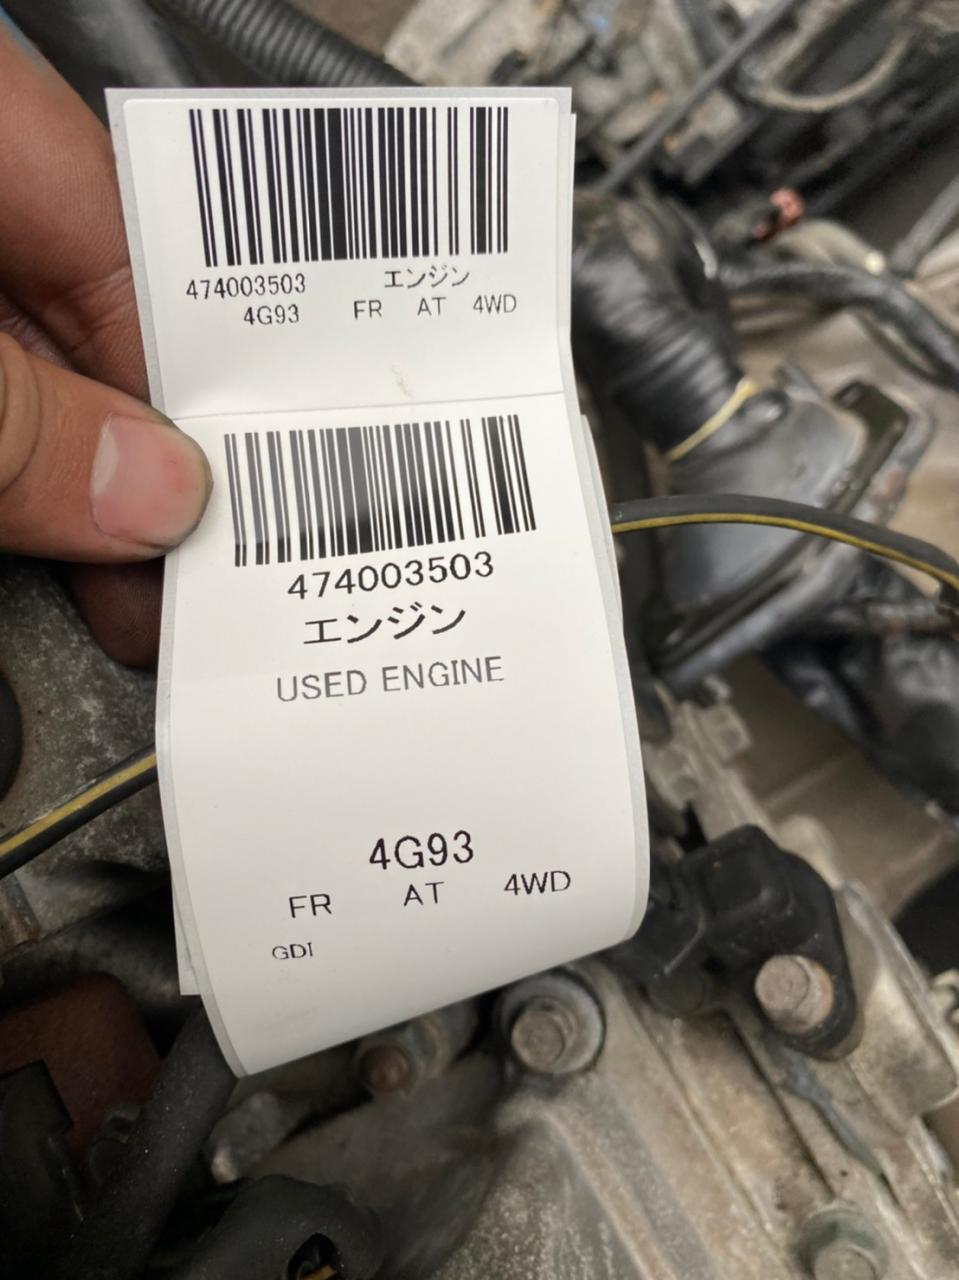 474003503 エンジン
4G93 FR AT 4WD
474003503
エンジン
USED ENGINE
4G93
FR AT 4WD
GDI